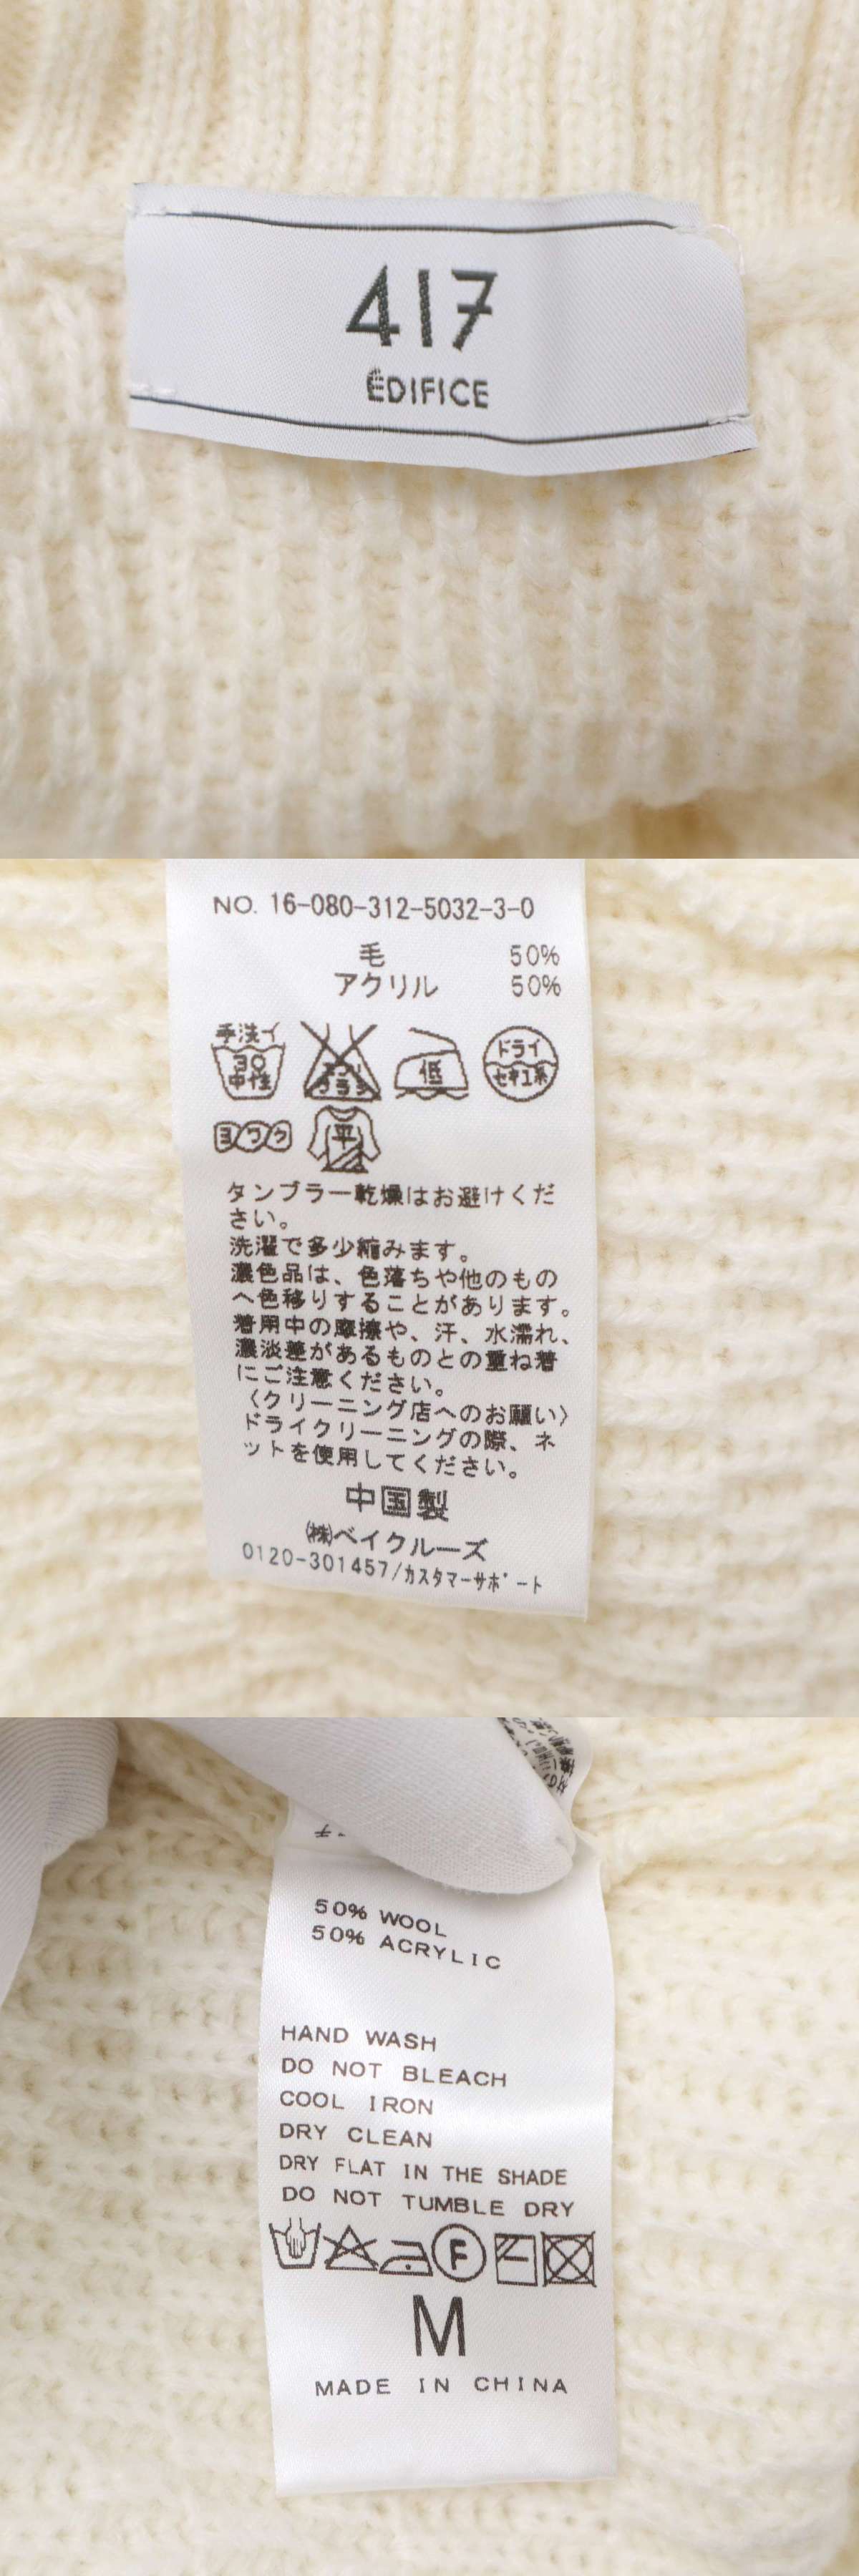 417
ÉDIFICE
NO. 16-080-312-5032-3-0
毛 50%
アクリル 50%
手洗イ
30
中性
エンソ
サラシ
低
ドライ
セキユ系
ヨワク
平
タンブラー乾燥はお避けくだ
さい。
洗濯で多少縮みます。
濃色品は、色落ちや他のもの
へ色移りすることがあります。
着用中の摩擦や、汗、水濡れ、
濃淡差があるものとの重ね着
にご注意ください。
〈クリーニング店へのお願い〉
ドライクリーニングの際、ネ
ットを使用してください。
中国製
㈱ベイクルーズ
0120-301457/カスタマーサポート
50% WOOL
50% ACRYLIC
HAND WASH
DO NOT BLEACH
COOL IRON
DRY CLEAN
DRY FLAT IN THE SHADE
DO NOT TUMBLE DRY
F
M
MADE IN CHINA